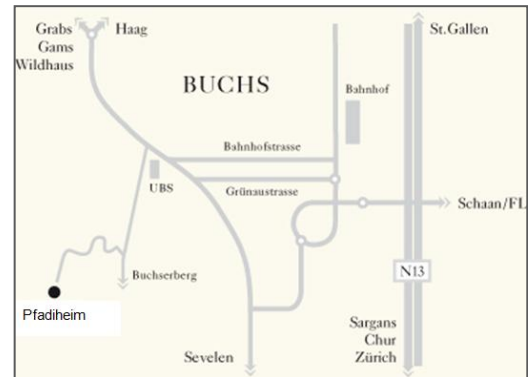 Grabs
Gams
Wildhaus
Haag
St.Gallen
BUCHS
Bahnhof
Bahnhofstrasse
UBS
Grünaustrasse
Schaan/FL
Buchserberg
N13
Pfadiheim
Sargans
Chur
Zürich
Sevelen